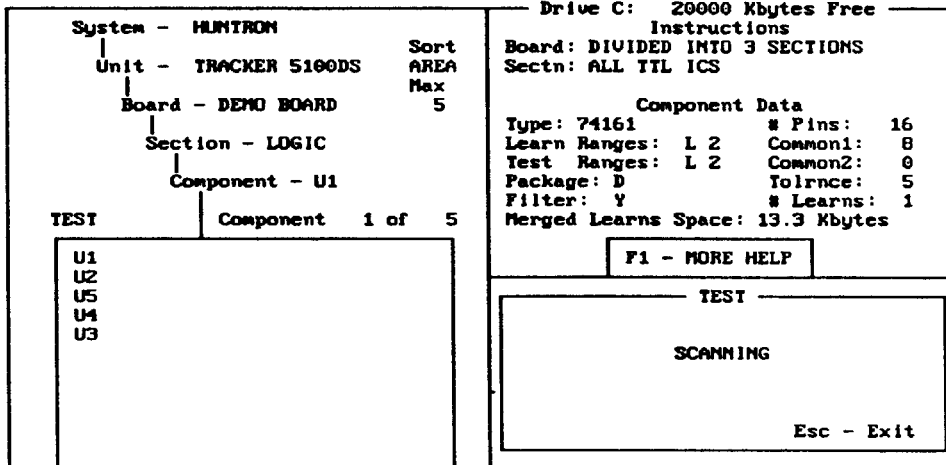 System - HUNTRON
Sort
Unit - TRACKER 5100DS AREA
Max
Board - DEMO BOARD 5
Section - LOGIC
Component - U1
TEST Component 1 of 5
U1
U2
U5
U4
U3
Drive C: 20000 Kbytes Free
Instructions
Board: DIVIDED INTO 3 SECTIONS
Sectn: ALL TTL ICS
Component Data
Type: 74161 # Pins: 16
Learn Ranges: L 2 Common1: 8
Test Ranges: L 2 Common2: 0
Package: D Tolrnce: 5
Filter: Y # Learns: 1
Merged Learns Space: 13.3 Kbytes
F1 - MORE HELP
TEST
SCANNING
Esc - Exit